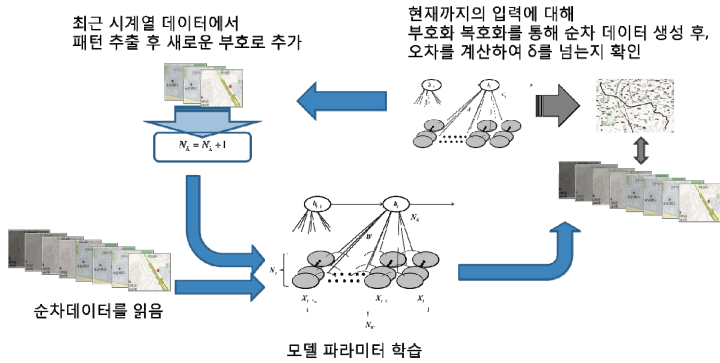 최근 시계열 데이터에서
패턴 추출 후 새로운 부호로 추가
현재까지의 입력에 대해
부호화 복호화를 통해 순차 데이터 생성 후,
오차를 계산하여 δ를 넘는지 확인
Nₕ = Nₕ + 1
Nₕ
W
순차데이터를 읽음
모델 파라미터 학습